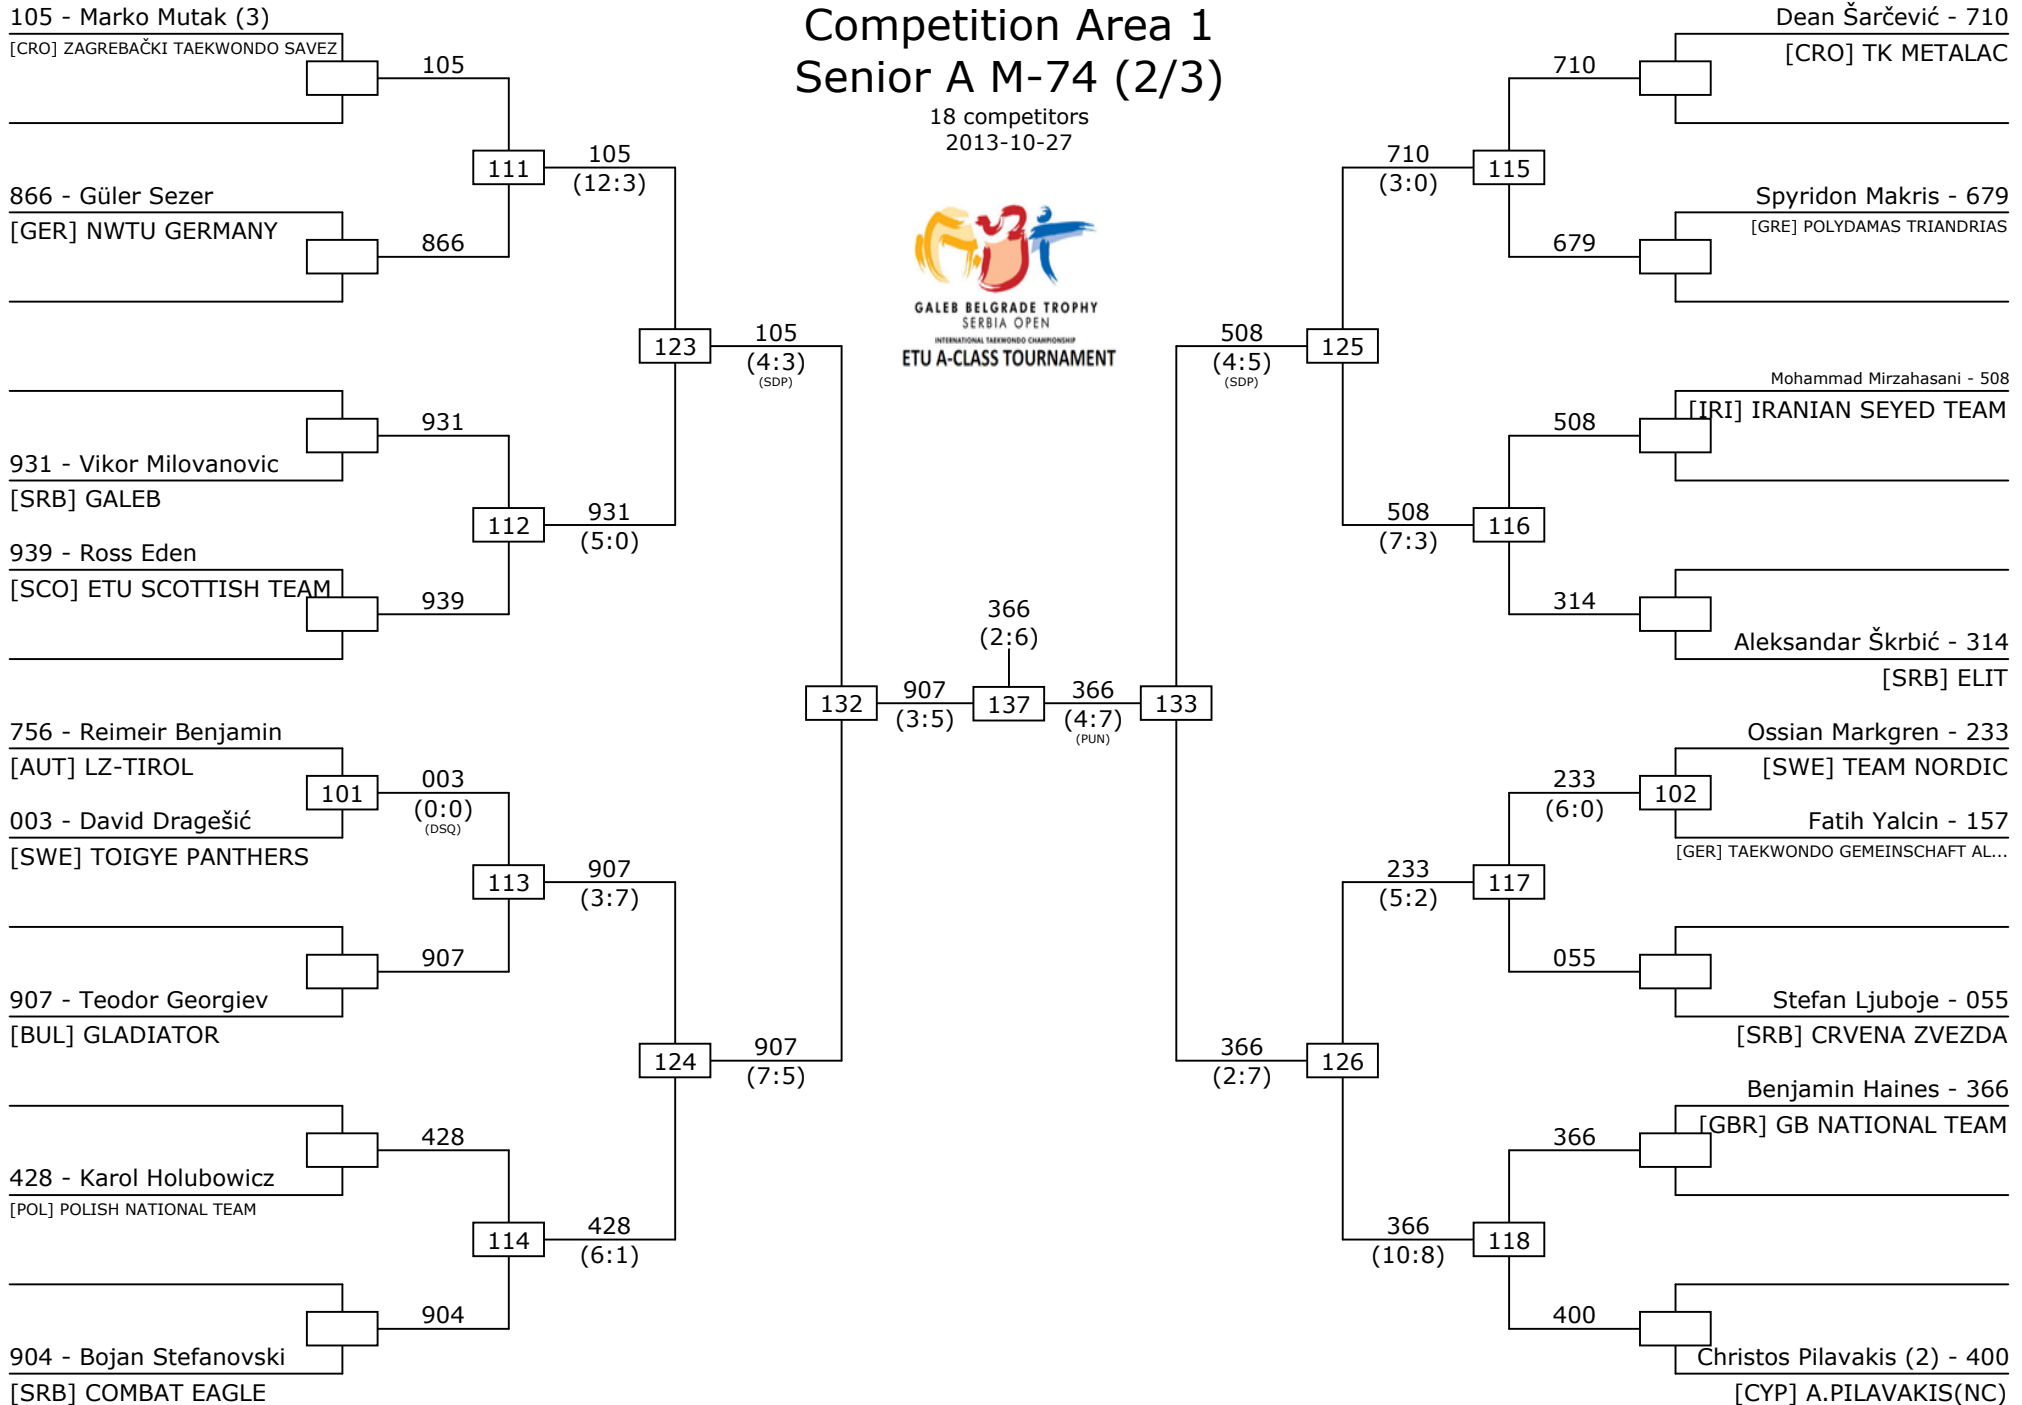 Competition Area 1
Senior A M-74 (2/3)
18 competitors
2013-10-27
GALEB BELGRADE TROPHY
SERBIA OPEN
INTERNATIONAL TAEKWONDO CHAMPIONSHIP
ETU A-CLASS TOURNAMENT
105 - Marko Mutak (3)
[CRO] ZAGREBAČKI TAEKWONDO SAVEZ
105
866 - Güler Sezer
[GER] NWTU GERMANY
866
111
105
(12:3)
931
931 - Vikor Milovanovic
[SRB] GALEB
939 - Ross Eden
[SCO] ETU SCOTTISH TEAM
939
112
931
(5:0)
123
105
(4:3)
(SDP)
756 - Reimeir Benjamin
[AUT] LZ-TIROL
101
003
(0:0)
(DSQ)
003 - David Dragešić
[SWE] TOIGYE PANTHERS
113
907
(3:7)
907
907 - Teodor Georgiev
[BUL] GLADIATOR
124
907
(7:5)
428
428 - Karol Holubowicz
[POL] POLISH NATIONAL TEAM
114
428
(6:1)
904
904 - Bojan Stefanovski
[SRB] COMBAT EAGLE
132
907
(3:5)
366
(2:6)
137
366
(4:7)
(PUN)
133
Dean Šarčević - 710
[CRO] TK METALAC
710
710
(3:0)
115
Spyridon Makris - 679
[GRE] POLYDAMAS TRIANDRIAS
679
508
(4:5)
(SDP)
125
Mohammad Mirzahasani - 508
[IRI] IRANIAN SEYED TEAM
508
508
(7:3)
116
314
Aleksandar Škrbić - 314
[SRB] ELIT
Ossian Markgren - 233
[SWE] TEAM NORDIC
233
(6:0)
102
Fatih Yalcin - 157
[GER] TAEKWONDO GEMEINSCHAFT AL...
233
(5:2)
117
055
Stefan Ljuboje - 055
[SRB] CRVENA ZVEZDA
366
(2:7)
126
Benjamin Haines - 366
[GBR] GB NATIONAL TEAM
366
366
(10:8)
118
400
Christos Pilavakis (2) - 400
[CYP] A.PILAVAKIS(NC)